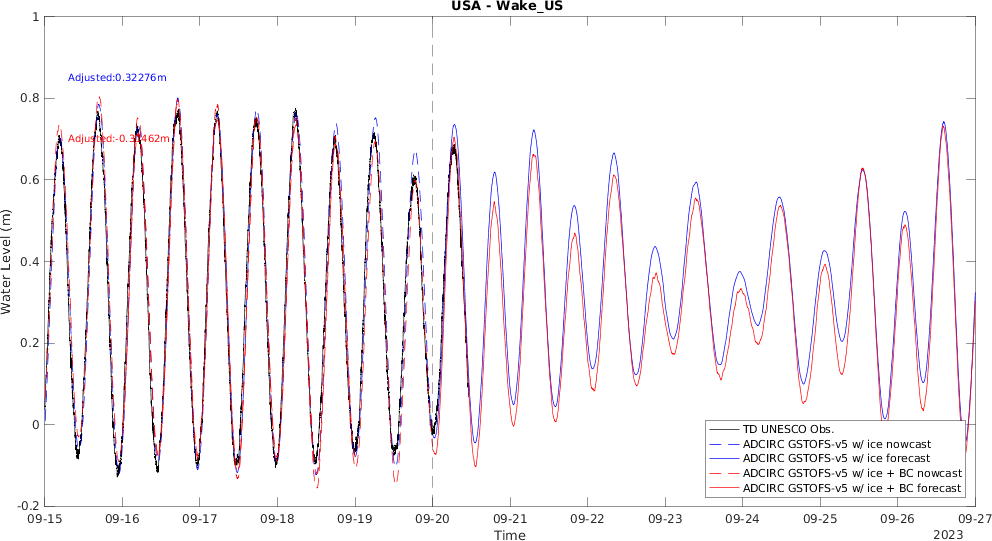 USA - Wake_US
1
0.8
0.6
0.4
0.2
0
-0.2
Water Level (m)
Adjusted:0.32276m
TD UNESCO Obs.
ADCIRC GSTOFS-v5 w/ ice nowcast
ADCIRC GSTOFS-v5 w/ ice forecast
ADCIRC GSTOFS-v5 w/ ice + BC nowcast
ADCIRC GSTOFS-v5 w/ ice + BC forecast
09-15 09-16 09-17 09-18 09-19 09-20 09-21 09-22 09-23 09-24 09-25 09-26 09-27
Time
2023